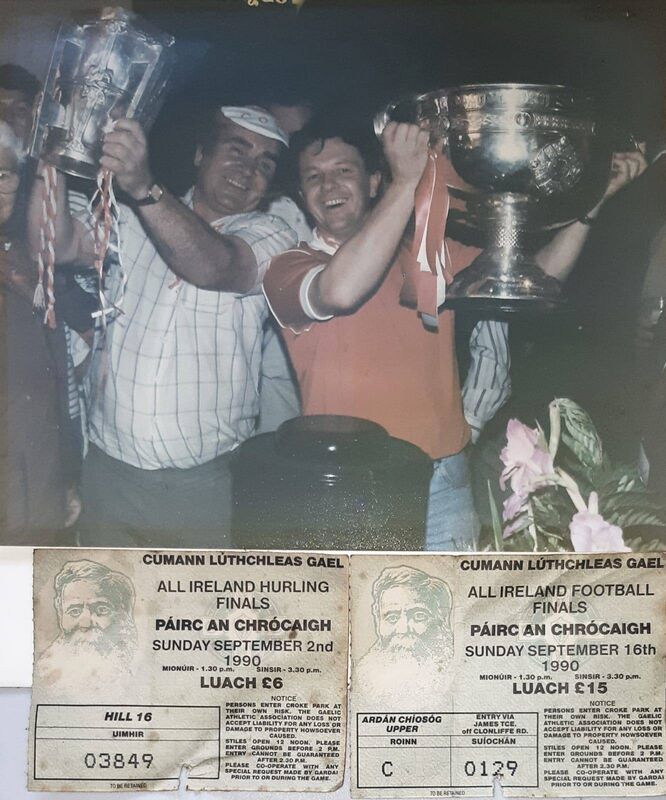 CUMANN LÚTHCHLEAS GAEL
ALL IRELAND HURLING
FINALS
PÁIRC AN CHRÓCAIGH
SUNDAY SEPTEMBER 2nd
1990
MIONÚIR - 1.30 p.m. SINSIR - 3.30 p.m.
LUACH £6
HILL 16
UIMHIR
03849
NOTICE
PERSONS ENTER CROKE PARK AT
THEIR OWN RISK. THE GAELIC
ATHLETIC ASSOCIATION DOES NOT
ACCEPT LIABILITY FOR ANY LOSS OR
DAMAGE TO PROPERTY HOWSOEVER
CAUSED.
STILES OPEN 12 NOON. PLEASE
ENTER GROUNDS BEFORE 2 P.M.
ENTRY CANNOT BE GUARANTEED
AFTER 2.30 P.M.
PLEASE CO-OPERATE WITH ANY
SPECIAL REQUEST MADE BY GARDAI
PRIOR TO OR DURING THE GAME.
TO BE RETAINED
CUMANN LÚTHCHLEAS GAEL
ALL IRELAND FOOTBALL
FINALS
PÁIRC AN CHRÓCAIGH
SUNDAY SEPTEMBER 16th
1990
MIONÚIR - 1.30 p.m. SINSIR - 3.30 p.m.
LUACH £15
ARDÁN CHÍOSÓG
UPPER
ENTRY VIA
JAMES TCE.
off CLONLIFFE RD.
ROINN
SUÍOCHÁN
C
0129
NOTICE
PERSONS ENTER CROKE PARK AT
THEIR OWN RISK. THE GAELIC
ATHLETIC ASSOCIATION DOES NOT
ACCEPT LIABILITY FOR ANY LOSS OR
DAMAGE TO PROPERTY HOWSOEVER
CAUSED.
STILES OPEN 12 NOON. PLEASE
ENTER GROUNDS BEFORE 2 P.M.
ENTRY CANNOT BE GUARANTEED
AFTER 2.30 P.M.
PLEASE CO-OPERATE WITH ANY
SPECIAL REQUEST MADE BY GARDAI
PRIOR TO OR DURING THE GAME.
TO BE RETAINED